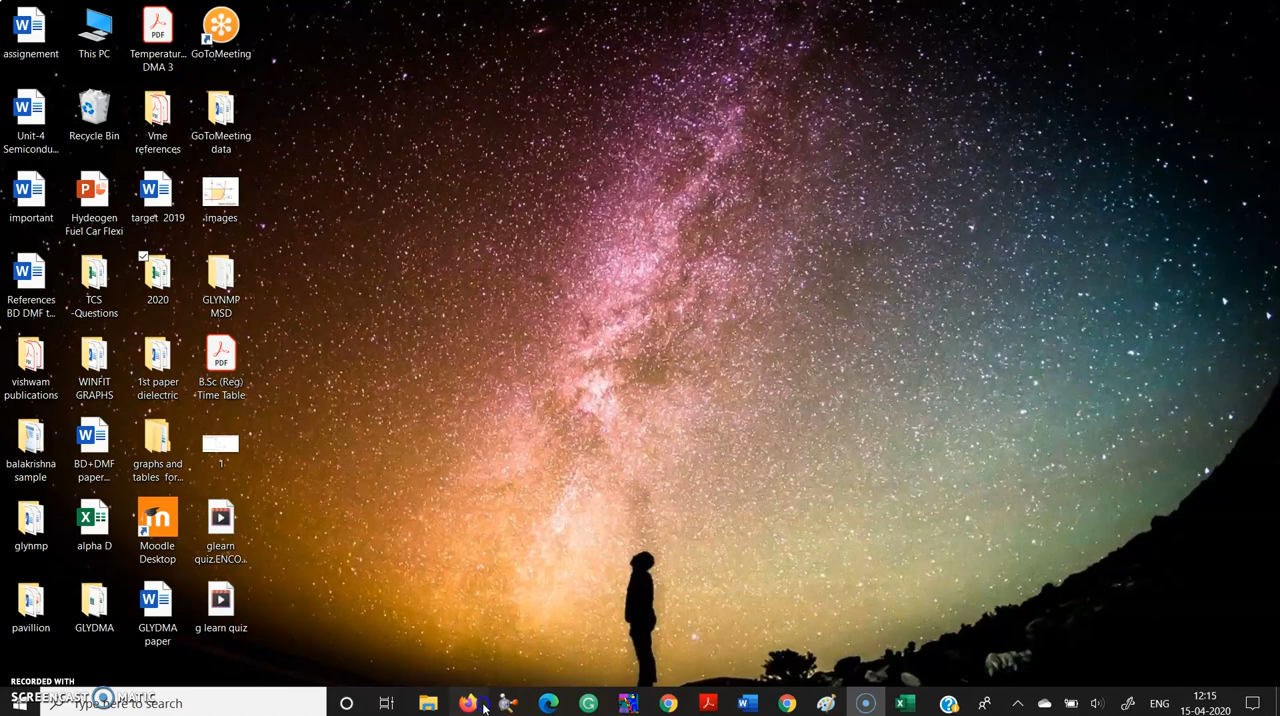 assignement
This PC
Temperatur...
DMA 3
GoToMeeting
Unit-4
Semicondu...
Recycle Bin
Vme
references
GoToMeeting
data
important
Hydeogen
Fuel Car Flexi
target 2019
images
References
BD DMF t...
TCS
-Questions
2020
GLYNMP
MSD
vishwam
publications
WINFIT
GRAPHS
1st paper
dielectric
B.Sc (Reg)
Time Table
balakrishna
sample
BD+DMF
paper...
graphs and
tables for...
1
glynmp
alpha D
Moodle
Desktop
glearn
quiz.ENCO...
pavillion
GLYDMA
GLYDMA
paper
g learn quiz
RECORDED WITH
SCREENCAST MATIC
Type here to search
ENG
12:15
15-04-2020